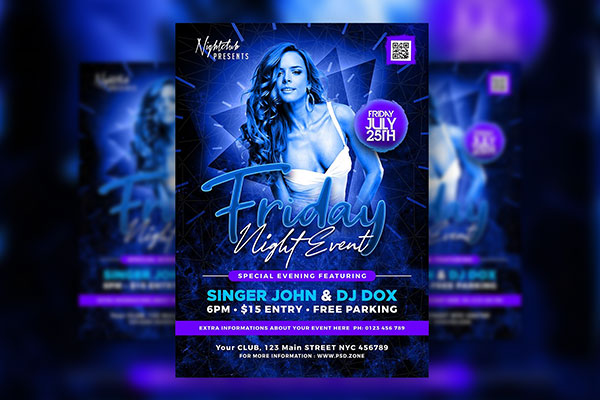 Nightclub
PRESENTS
FRIDAY
JULY
25TH
Friday
Night Event
SPECIAL EVENING FEATURING
SINGER JOHN & DJ DOX
6PM • $15 ENTRY • FREE PARKING
EXTRA INFORMATIONS ABOUT YOUR EVENT HERE PH: 0123 456 789
Your CLUB, 123 Main STREET NYC 456789
FOR MORE INFORMATION : WWW.PSD.ZONE